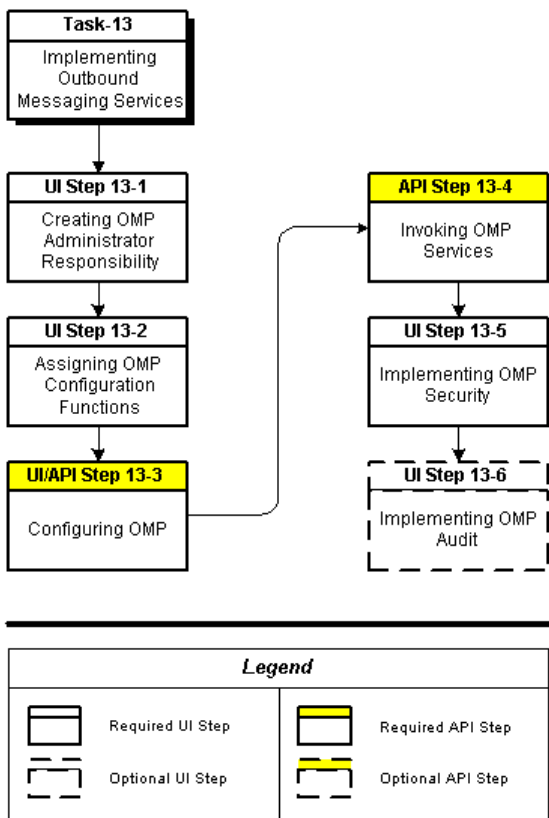 Task-13
Implementing
Outbound
Messaging Services
UI Step 13-1
Creating OMP
Administrator
Responsibility
UI Step 13-2
Assigning OMP
Configuration
Functions
UI/API Step 13-3
Configuring OMP
API Step 13-4
Invoking OMP
Services
UI Step 13-5
Implementing OMP
Security
UI Step 13-6
Implementing OMP
Audit
Legend
Required UI Step
Optional UI Step
Required API Step
Optional API Step